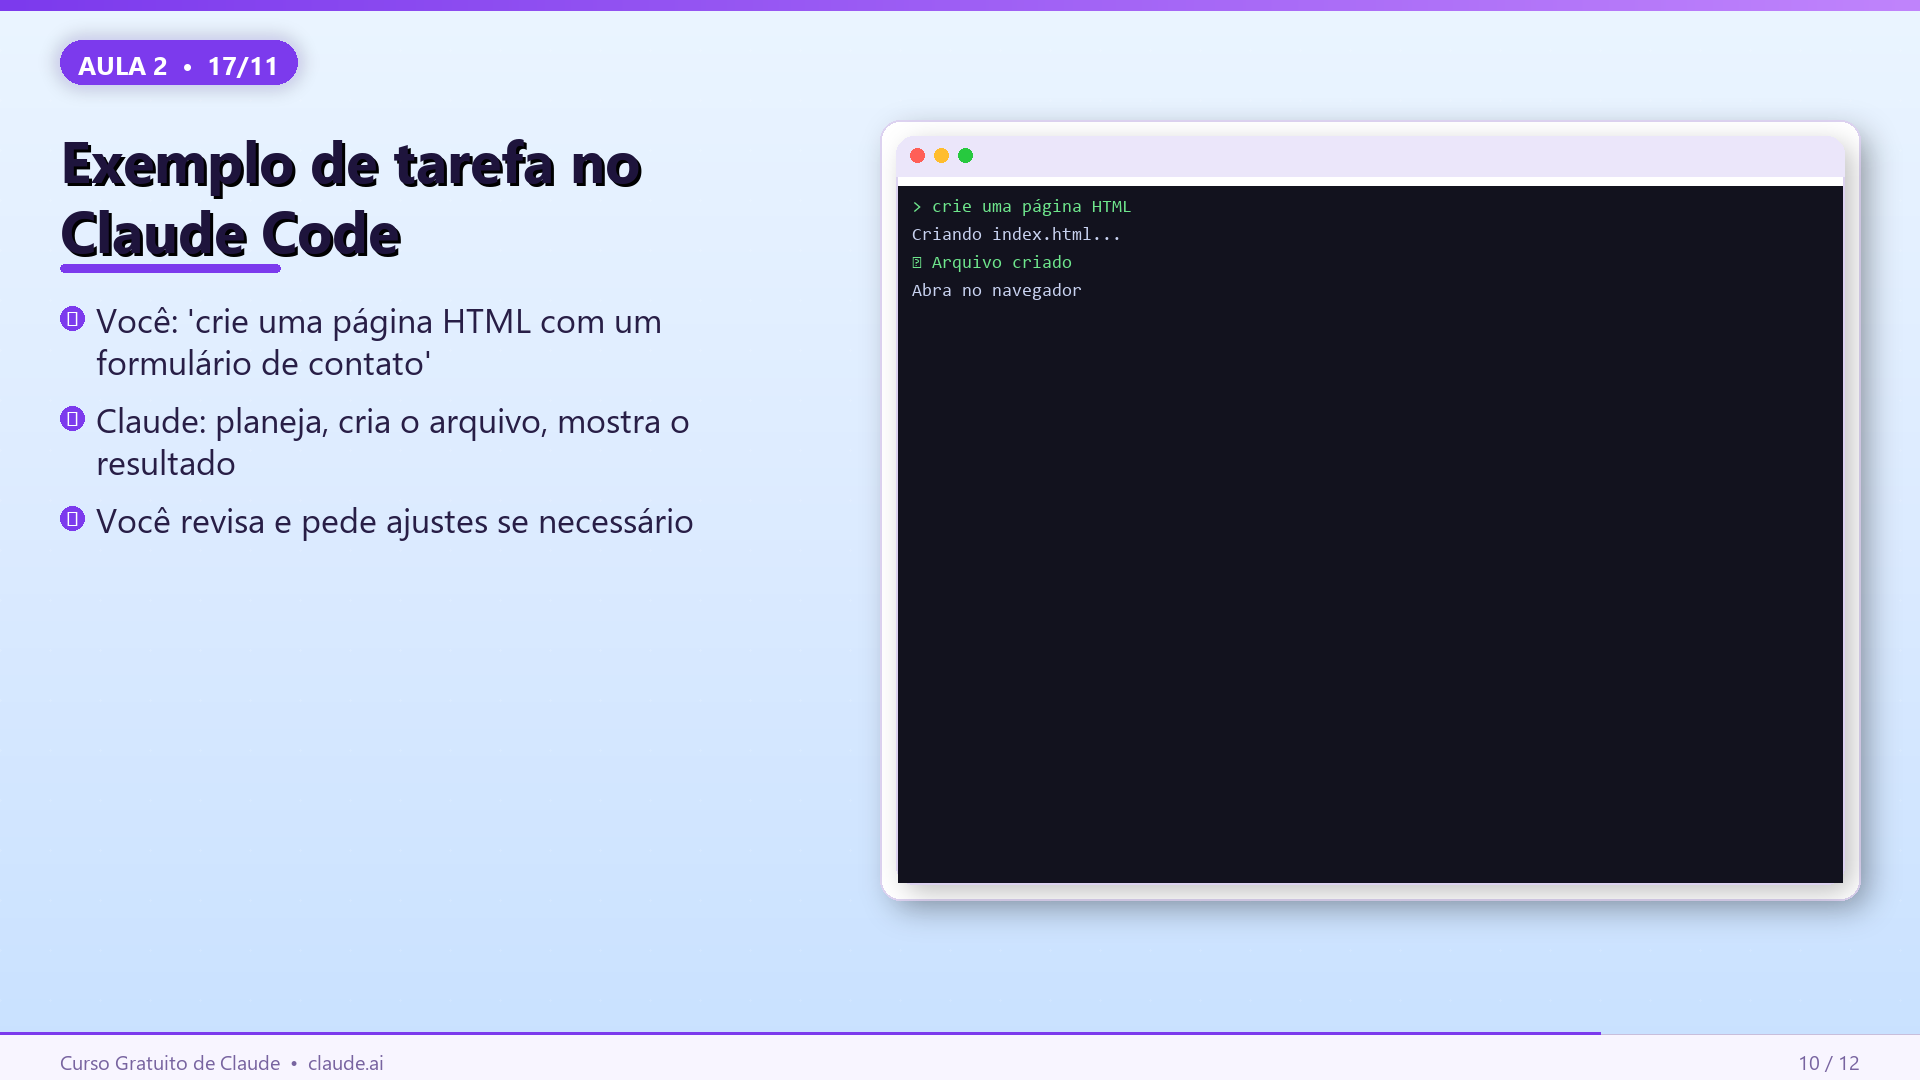 AULA 2 • 17/11
Exemplo de tarefa no
Claude Code
Você: 'crie uma página HTML com um
formulário de contato'
Claude: planeja, cria o arquivo, mostra o
resultado
Você revisa e pede ajustes se necessário
> crie uma página HTML
Criando index.html...
Arquivo criado
Abra no navegador
Curso Gratuito de Claude • claude.ai
10 / 12